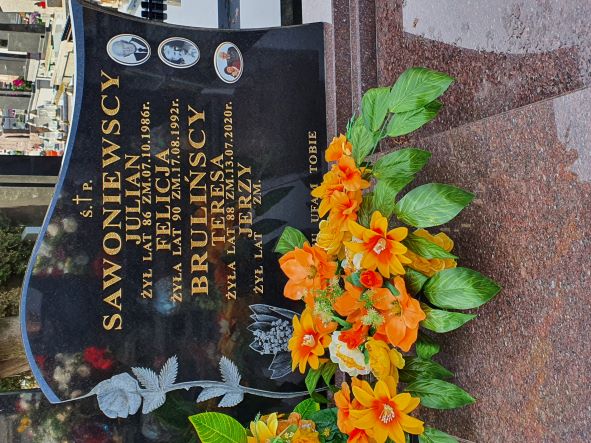 Ś.†P.
SAWONIEWSCY
JULIAN
ŻYŁ LAT 86 ZM.07.10.1986r.
FELICJA
ŻYŁA LAT 90 ZM.17.08.1992r.
BRULIŃSCY
TERESA
ŻYŁA LAT 88 ZM.13.07.2020r.
JERZY
ŻYŁ LAT ZM.
UFAM TOBIE